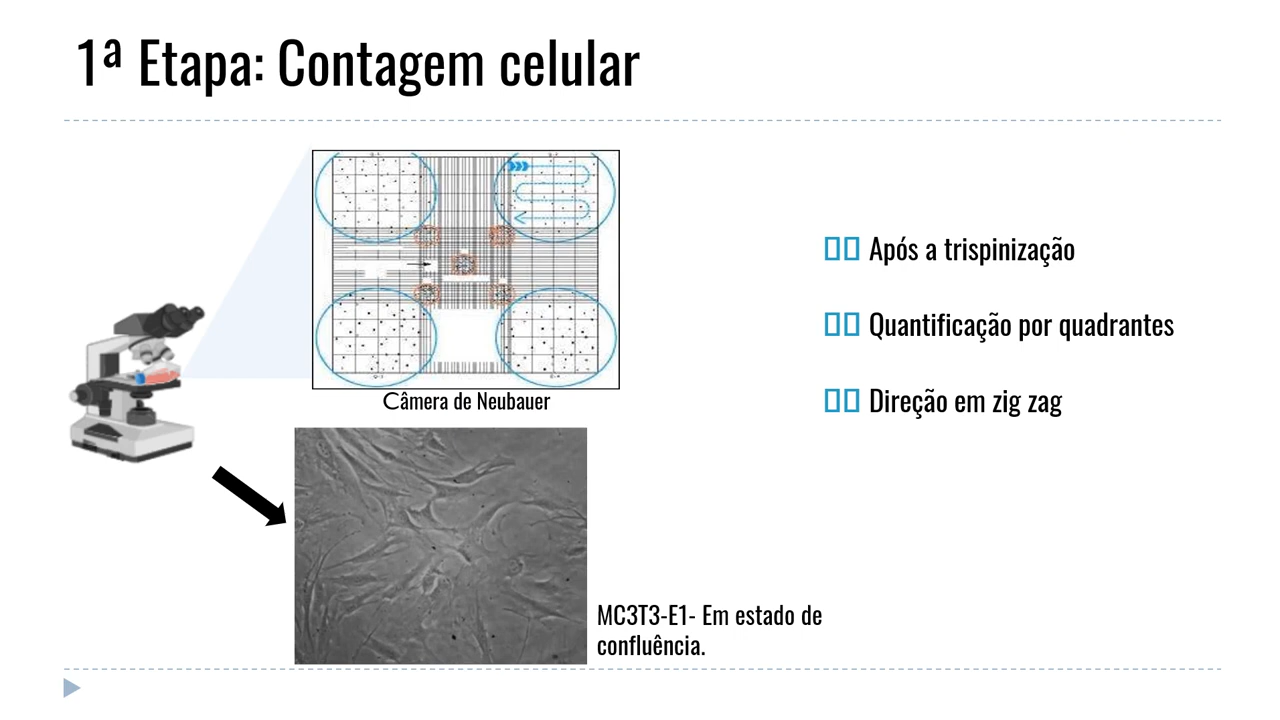 1ª Etapa: Contagem celular
Câmera de Neubauer
Após a trispinização
Quantificação por quadrantes
Direção em zig zag
MC3T3-E1- Em estado de
confluência.